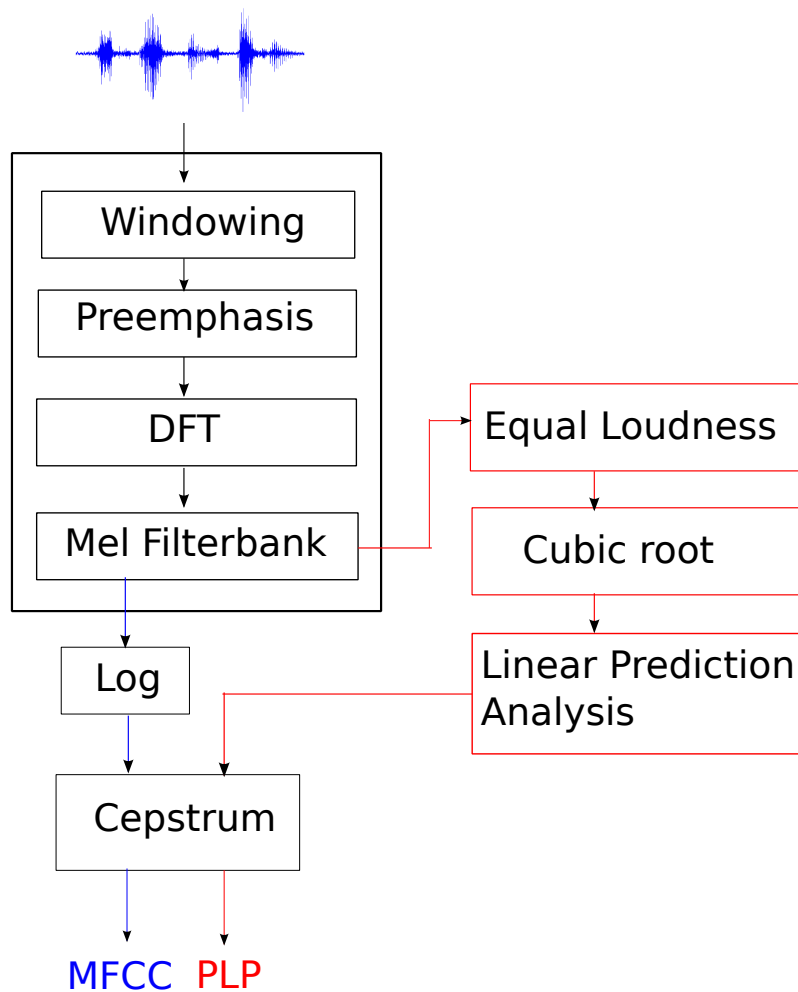 Windowing
Preemphasis
DFT
Mel Filterbank
Equal Loudness
Cubic root
Linear Prediction
Analysis
Log
Cepstrum
MFCC
PLP